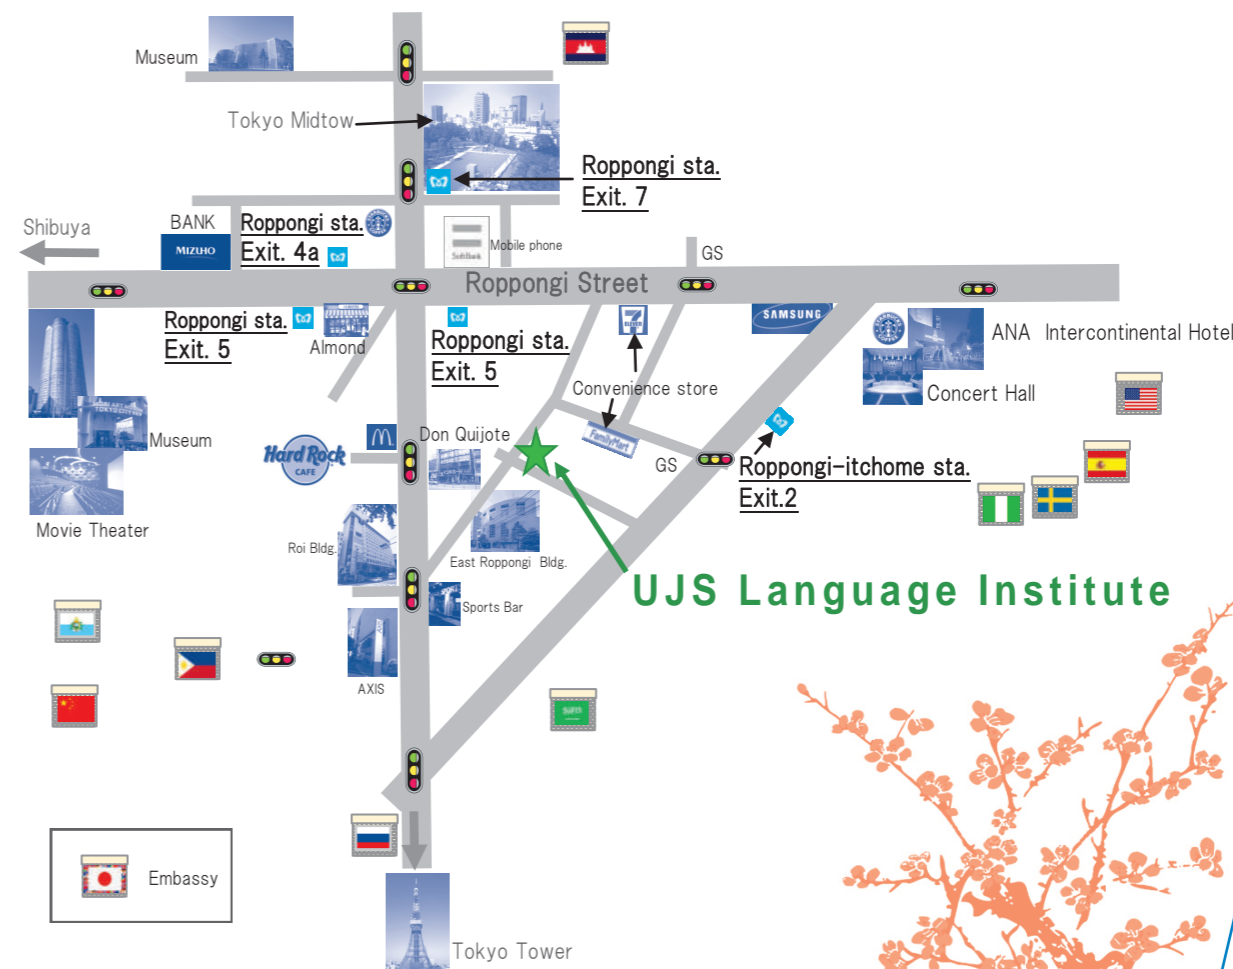 Museum
Tokyo Midtow
Roppongi sta.
Exit. 7
Shibuya
BANK
MIZUHO
Roppongi sta.
Exit. 4a
SoftBank
Mobile phone
GS
Roppongi Street
Roppongi sta.
Exit. 5
Almond
Roppongi sta.
Exit. 5
7
ELEVEN
SAMSUNG
ANA Intercontinental Hotel
Concert Hall
Convenience store
FamilyMart
Museum
Hard Rock
CAFE
Don Quijote
GS
Roppongi-itchome sta.
Exit.2
Movie Theater
Roi Bldg.
East Roppongi Bldg.
UJS Language Institute
Sports Bar
AXIS
Embassy
Tokyo Tower